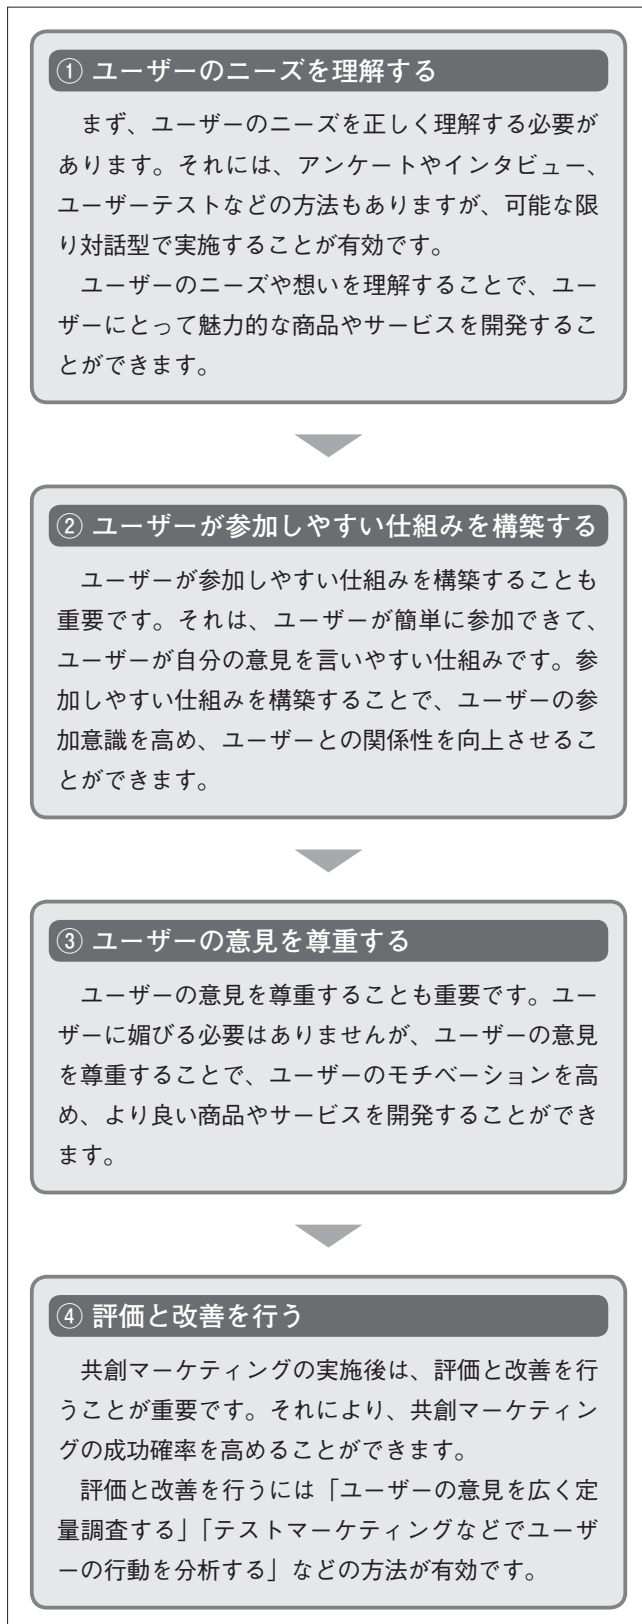 ① ユーザーのニーズを理解する
　まず、ユーザーのニーズを正しく理解する必要が
あります。それには、アンケートやインタビュー、
ユーザーテストなどの方法もありますが、可能な限
り対話型で実施することが有効です。
　ユーザーのニーズや想いを理解することで、ユー
ザーにとって魅力的な商品やサービスを開発するこ
とができます。
② ユーザーが参加しやすい仕組みを構築する
　ユーザーが参加しやすい仕組みを構築することも
重要です。それは、ユーザーが簡単に参加できて、
ユーザーが自分の意見を言いやすい仕組みです。参
加しやすい仕組みを構築することで、ユーザーの参
加意識を高め、ユーザーとの関係性を向上させるこ
とができます。
③ ユーザーの意見を尊重する
　ユーザーの意見を尊重することも重要です。ユー
ザーに媚びる必要はありませんが、ユーザーの意見
を尊重することで、ユーザーのモチベーションを高
め、より良い商品やサービスを開発することができ
ます。
④ 評価と改善を行う
　共創マーケティングの実施後は、評価と改善を行
うことが重要です。それにより、共創マーケティン
グの成功確率を高めることができます。
　評価と改善を行うには「ユーザーの意見を広く定
量調査する」「テストマーケティングなどでユーザ
ーの行動を分析する」などの方法が有効です。